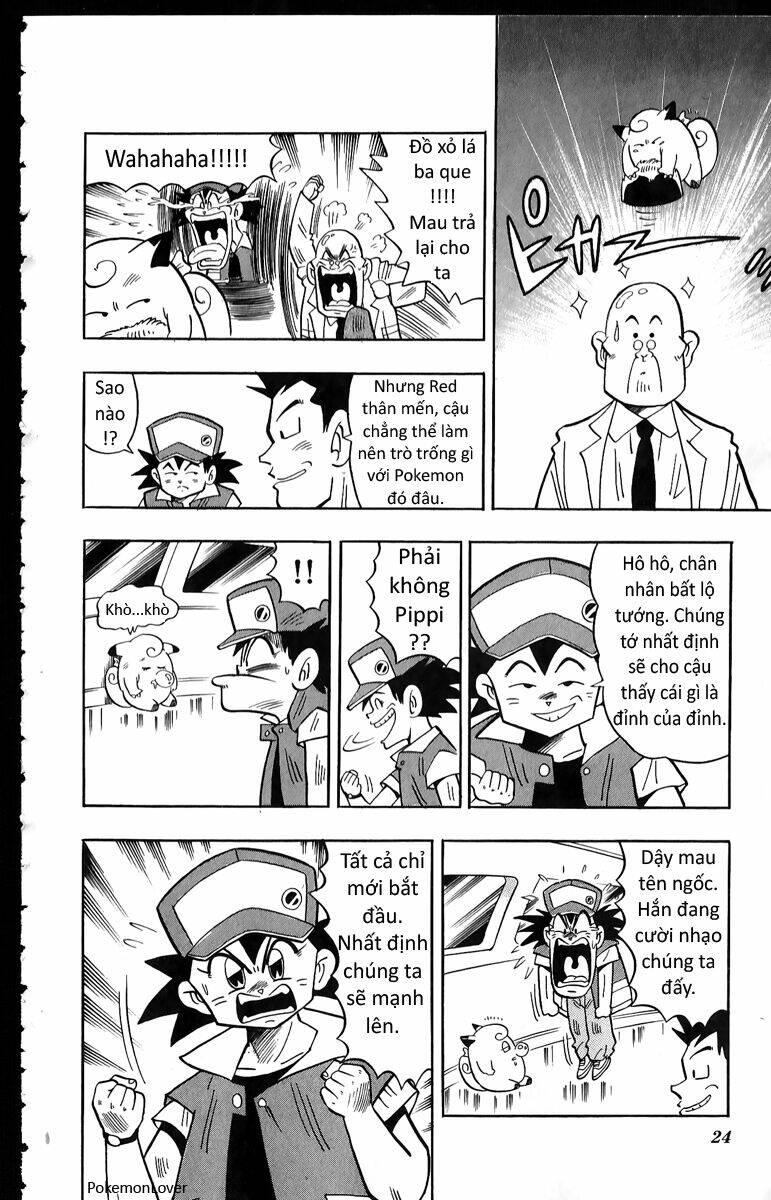 ピカーッ
Đồ xỏ lá
ba que
!!!!
Mau trả
lại cho
ta
Wahahaha!!!!!
Nhưng Red
thân mến, cậu
chẳng thể làm
nên trò trống gì
với Pokemon
đó đâu.
Sao
nào
!?
Hô hô, chân
nhân bất lộ
tướng. Chúng
tớ nhất định
sẽ cho cậu
thấy cái gì là
đỉnh của đỉnh.
Phải
không
Pippi
??
!!
Khò...khò
Dậy mau
tên ngốc.
Hắn đang
cười nhạo
chúng ta
đấy.
Tất cả chỉ
mới bắt
đầu.
Nhất định
chúng ta
sẽ mạnh
lên.
24
PokemonLover